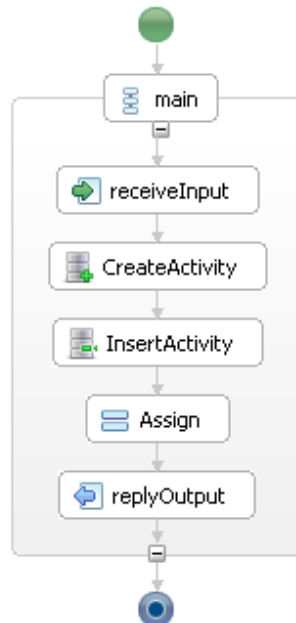 main
receiveInput
CreateActivity
InsertActivity
Assign
replyOutput